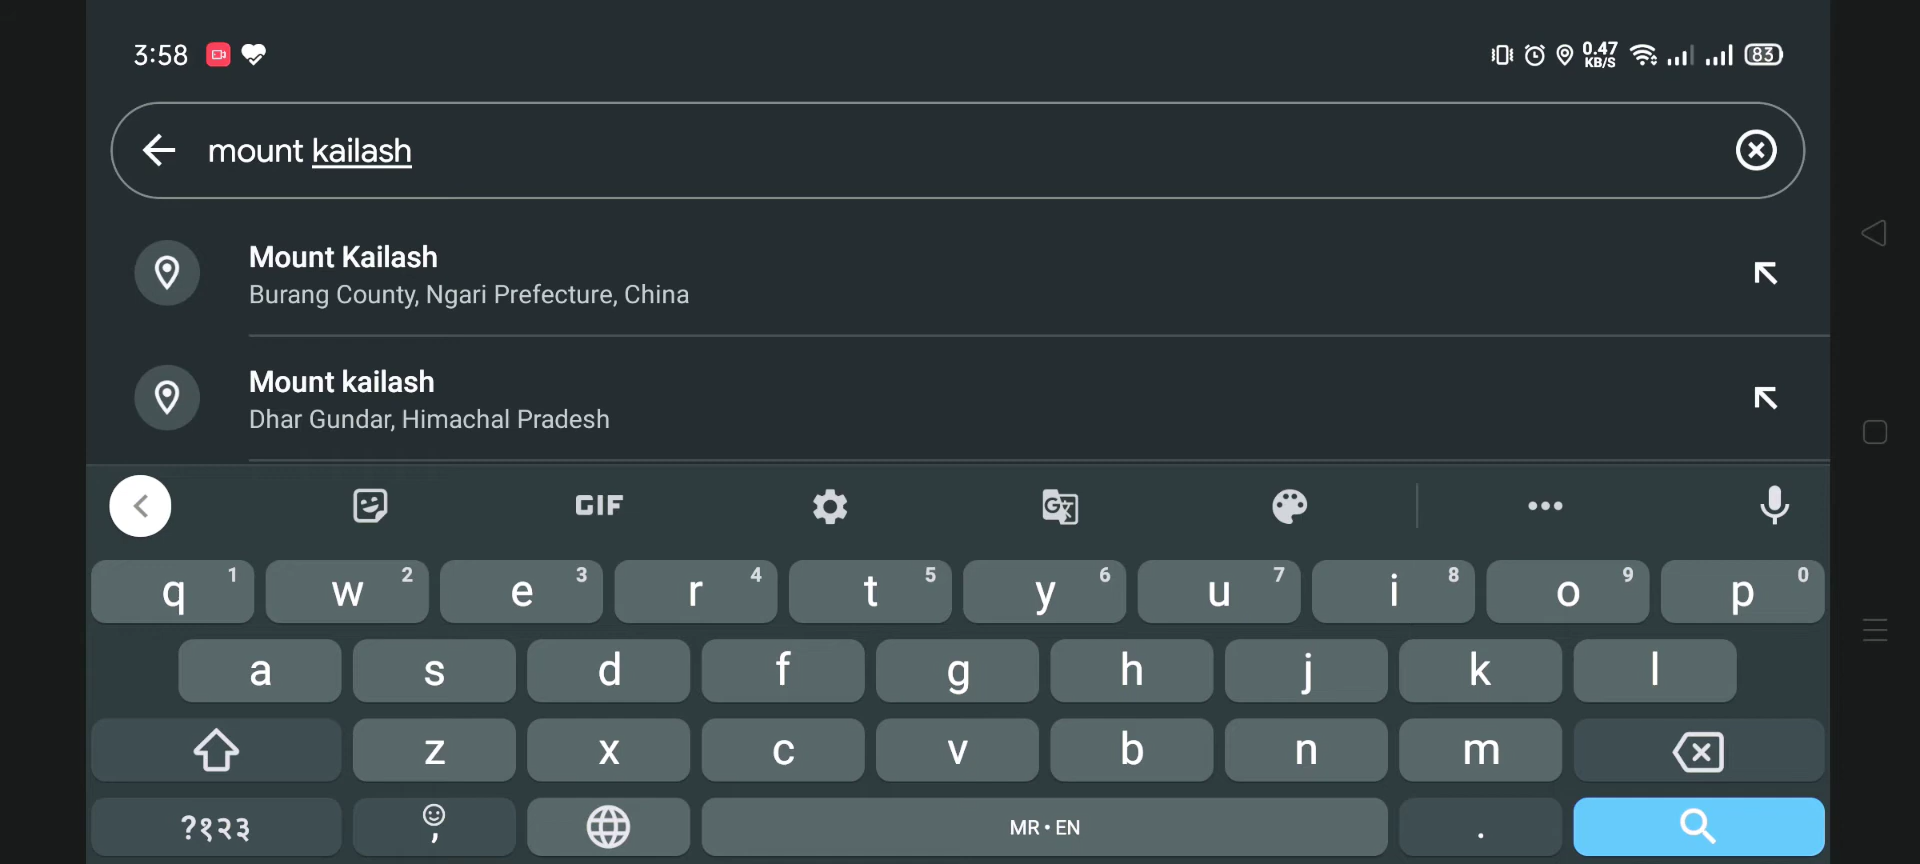 3:58
0.47
KB/S
83
mount kailash
Mount Kailash
Burang County, Ngari Prefecture, China
Mount kailash
Dhar Gundar, Himachal Pradesh
GIF
q 1 w 2 e 3 r 4 t 5 y 6 u 7 i 8 o 9 p 0
a s d f g h j k l
z x c v b n m
?१२३ , MR • EN .